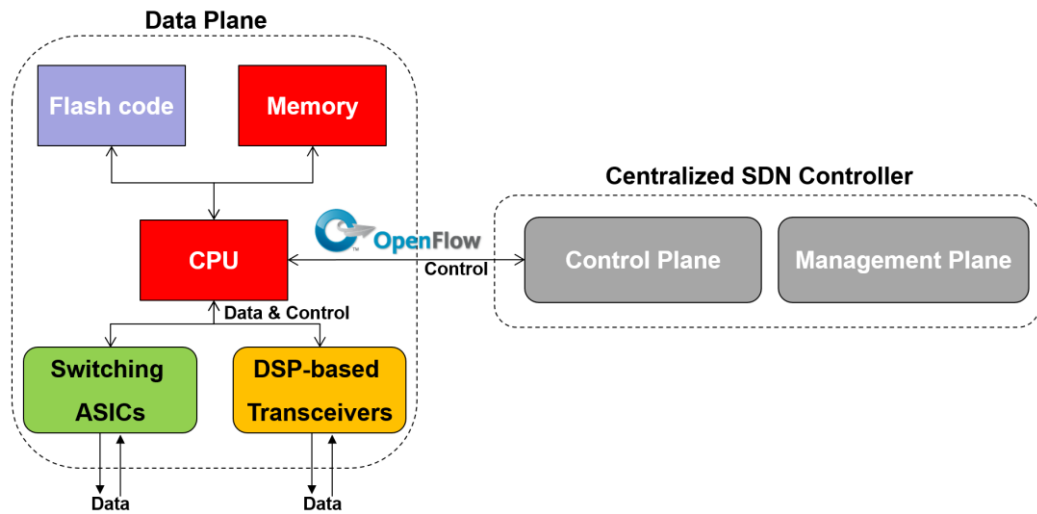 Data Plane
Flash code
Memory
Centralized SDN Controller
OpenFlow
™
CPU
Control
Control Plane
Management Plane
Data & Control
Switching
ASICs
DSP-based
Transceivers
Data
Data